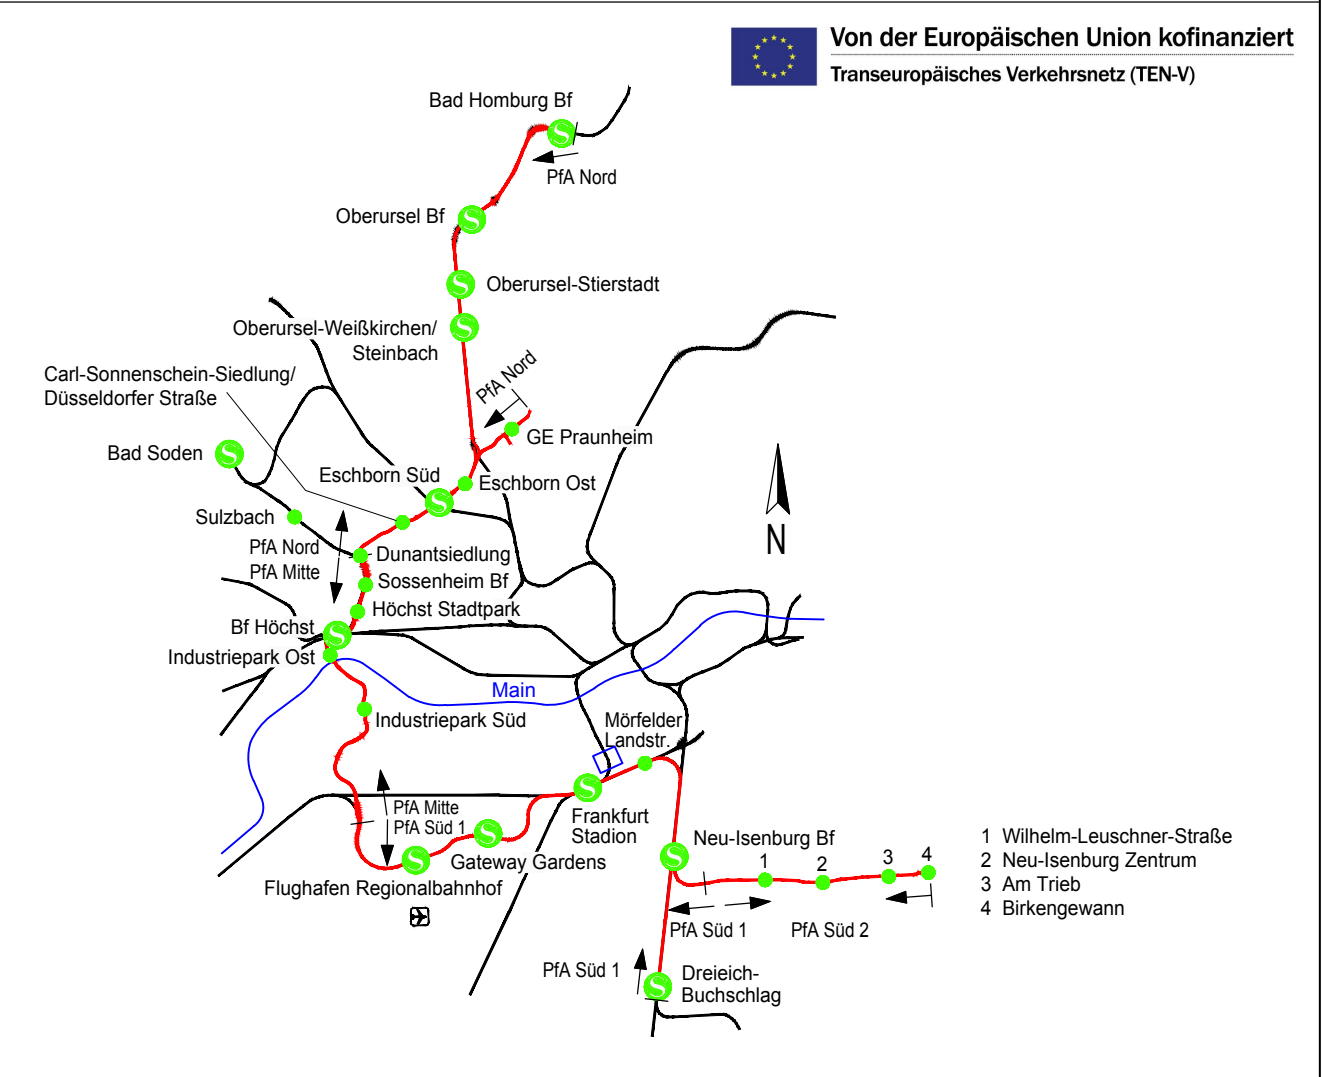 Von der Europäischen Union kofinanziert
Transeuropäisches Verkehrsnetz (TEN-V)
Bad Homburg Bf
PfA Nord
Oberursel Bf
Oberursel-Stierstadt
Oberursel-Weißkirchen/
Steinbach
Carl-Sonnenschein-Siedlung/
Düsseldorfer Straße
PfA Nord
GE Praunheim
Bad Soden
Eschborn Süd
Eschborn Ost
Sulzbach
PfA Nord
PfA Mitte
Dunantsiedlung
Sossenheim Bf
Höchst Stadtpark
Bf Höchst
Industriepark Ost
N
Main
Industriepark Süd
Mörfelder
Landstr.
PfA Mitte
PfA Süd 1
Frankfurt
Stadion
Gateway Gardens
Flughafen Regionalbahnhof
Neu-Isenburg Bf
1
2
3
4
1 Wilhelm-Leuschner-Straße
2 Neu-Isenburg Zentrum
3 Am Trieb
4 Birkengewann
PfA Süd 1
PfA Süd 2
PfA Süd 1
Dreieich-
Buchschlag